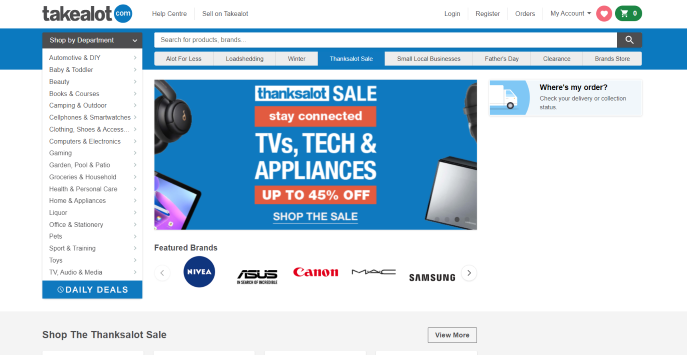 takealot.com
Help Centre
Sell on Takealot
Login
Register
Orders
My Account
0
Shop by Department
Search for products, brands...
Alot For Less
Loadshedding
Winter
Thanksalot Sale
Small Local Businesses
Father's Day
Clearance
Brands Store
Automotive & DIY
Baby & Toddler
Beauty
Books & Courses
Camping & Outdoor
Cellphones & Smartwatches
Clothing, Shoes & Access...
Computers & Electronics
Gaming
Garden, Pool & Patio
Groceries & Household
Health & Personal Care
Home & Appliances
Liquor
Office & Stationery
Pets
Sport & Training
Toys
TV, Audio & Media
DAILY DEALS
thanksalot SALE
stay connected
TVs, TECH &
APPLIANCES
UP TO 45% OFF
SHOP THE SALE
Where's my order?
Check your delivery or collection
status.
Featured Brands
NIVEA
ASUS
IN SEARCH OF INCREDIBLE
Canon
MAC
SAMSUNG
Shop The Thanksalot Sale
View More